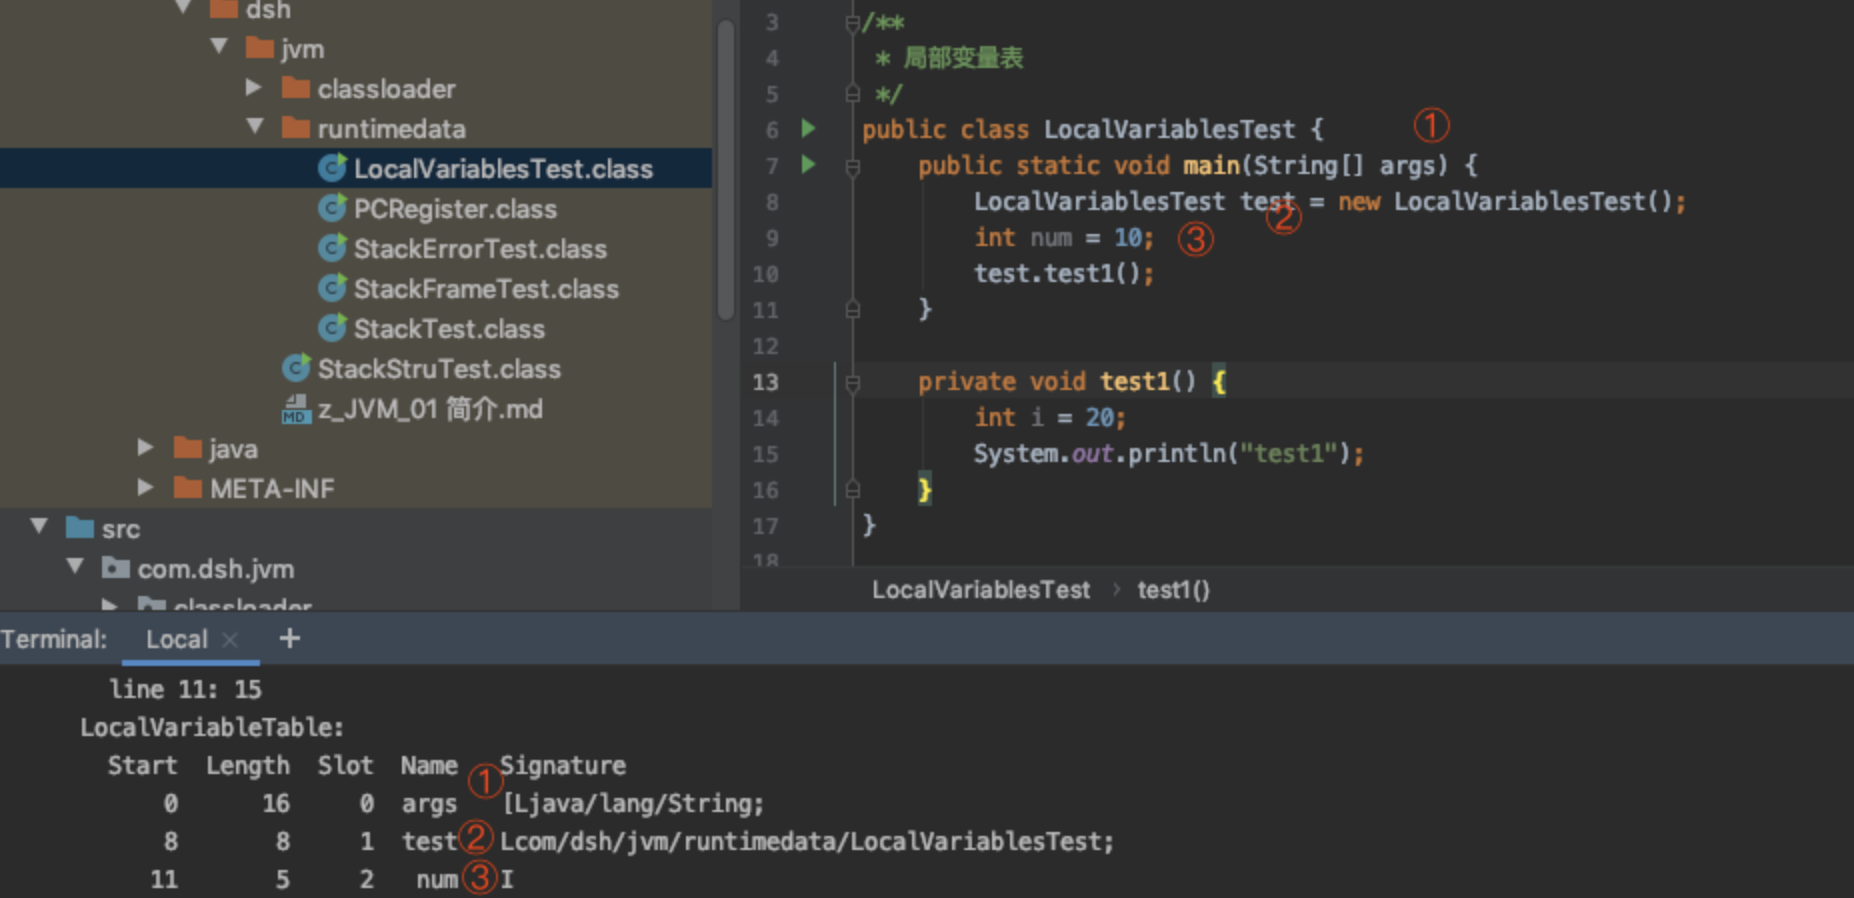 dsh
jvm
classloader
runtimedata
LocalVariablesTest.class
PCRegister.class
StackErrorTest.class
StackFrameTest.class
StackTest.class
StackStruTest.class
MD z_JVM_01 简介.md
java
META-INF
src
com.dsh.jvm
classloader
3 /**
4  * 局部变量表
5  */
6 public class LocalVariablesTest { ①
7 public static void main(String[] args) {
8 LocalVariablesTest test = new LocalVariablesTest();
②
9 int num = 10; ③
10 test.test1();
11 }
12
13 private void test1() {
14 int i = 20;
15 System.out.println("test1");
16 }
17 }
18
LocalVariablesTest › test1()
Terminal: Local × +
line 11: 15
LocalVariableTable:
Start Length Slot Name Signature
0 16 0 args ① [Ljava/lang/String;
8 8 1 test ② Lcom/dsh/jvm/runtimedata/LocalVariablesTest;
11 5 2 num ③ I